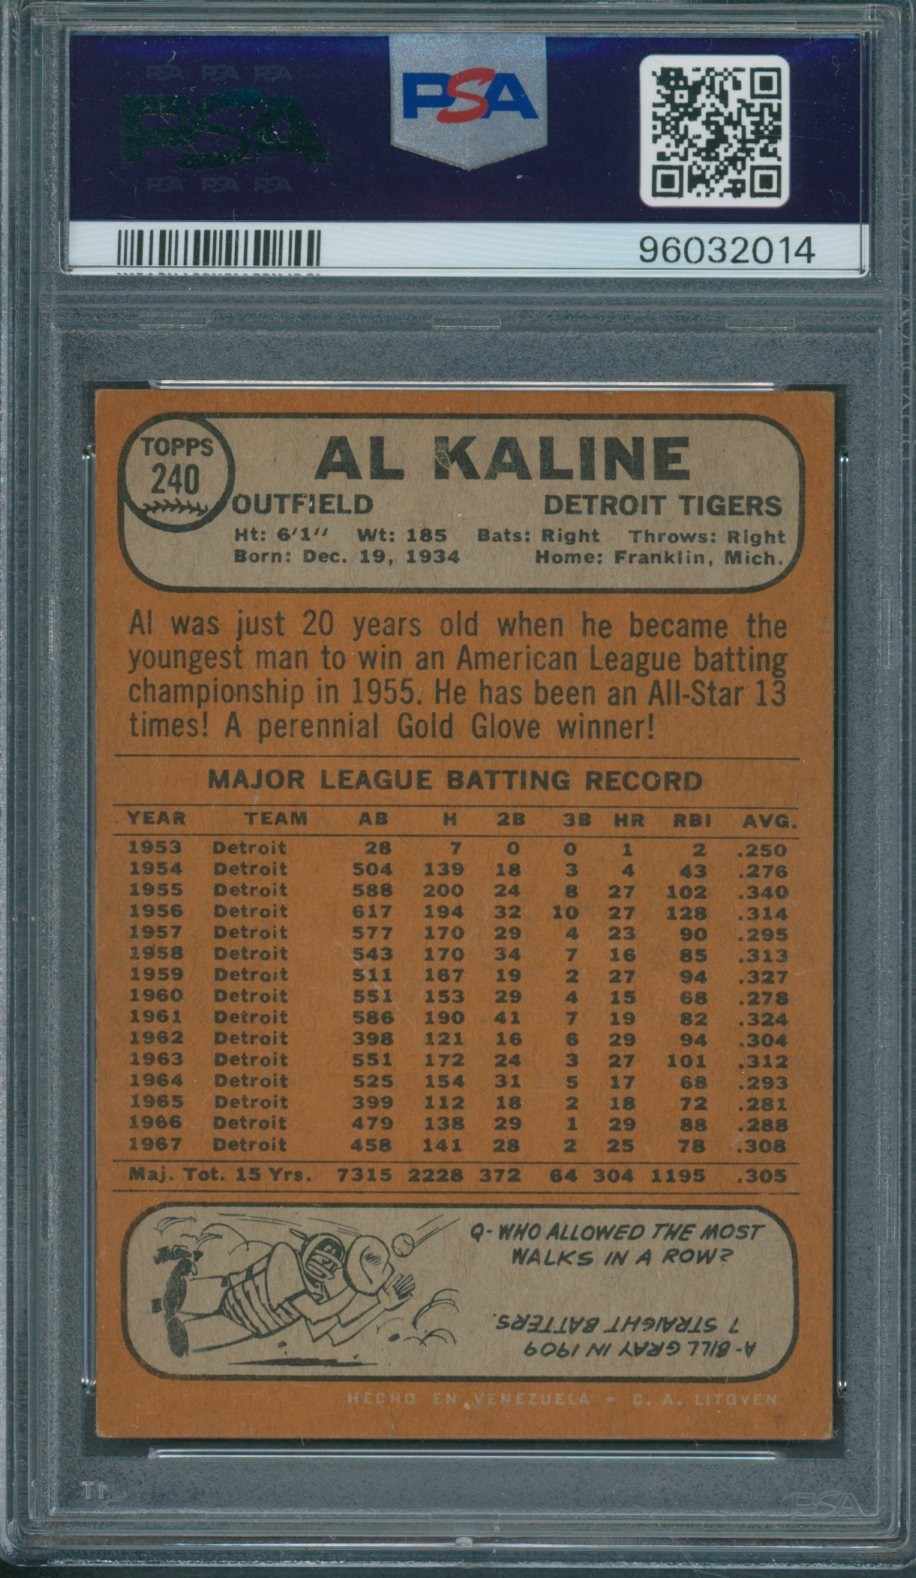 PSA PSA PSA
PSA
PSA PSA PSA
PSA
96032014
TOPPS
240
AL KALINE
OUTFIELD DETROIT TIGERS
Ht: 6'1" Wt: 185 Bats: Right Throws: Right
Born: Dec. 19, 1934 Home: Franklin, Mich.
Al was just 20 years old when he became the
youngest man to win an American League batting
championship in 1955. He has been an All-Star 13
times! A perennial Gold Glove winner!
MAJOR LEAGUE BATTING RECORD
YEAR TEAM AB H 2B 3B HR RBI AVG.
1953 Detroit 28 7 0 0 1 2 .250
1954 Detroit 504 139 18 3 4 43 .276
1955 Detroit 588 200 24 8 27 102 .340
1956 Detroit 617 194 32 10 27 128 .314
1957 Detroit 577 170 29 4 23 90 .295
1958 Detroit 543 170 34 7 16 85 .313
1959 Detroit 511 167 19 2 27 94 .327
1960 Detroit 551 153 29 4 15 68 .278
1961 Detroit 586 190 41 7 19 82 .324
1962 Detroit 398 121 16 6 29 94 .304
1963 Detroit 551 172 24 3 27 101 .312
1964 Detroit 525 154 31 5 17 68 .293
1965 Detroit 399 112 18 2 18 72 .281
1966 Detroit 479 138 29 1 29 88 .288
1967 Detroit 458 141 28 2 25 78 .308
Maj. Tot. 15 Yrs. 7315 2228 372 64 304 1195 .305
Q-WHO ALLOWED THE MOST
WALKS IN A ROW?
A-BILL GRAY IN 1909
7 STRAIGHT BATTERS.
HECHO EN VENEZUELA - C. A. LITOVEN
PSA